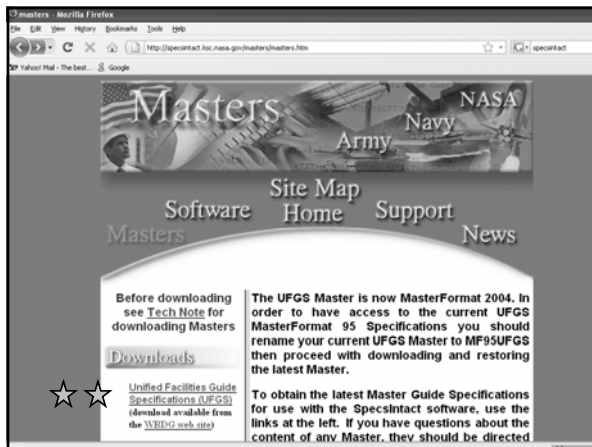 masters - Mozilla Firefox
File Edit View History Bookmarks Tools Help
http://specsintact.ksc.nasa.gov/masters/masters.htm
specsintact
Yahoo! Mail - The best... Google
Masters
NASA
Navy
Army
Site Map
Software Home Support
Masters
News
Before downloading
see Tech Note for
downloading Masters
Downloads
Unified Facilities Guide
Specifications (UFGS)
(download available from
the WBDG web site)
The UFGS Master is now MasterFormat 2004. In
order to have access to the current UFGS
MasterFormat 95 Specifications you should
rename your current UFGS Master to MF95UFGS
then proceed with downloading and restoring
the latest Master.
To obtain the latest Master Guide Specifications
for use with the SpecsIntact software, use the
links at the left. If you have questions about the
content of any Master, they should be directed